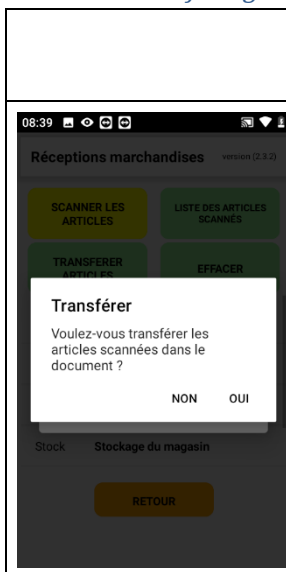 08:39
Réceptions marchandises version (2.3.2)
SCANNER LES
ARTICLES
LISTE DES ARTICLES
SCANNÉS
TRANSFERER
ARTICLES
EFFACER
Transférer
Voulez-vous transférer les
articles scannées dans le
document ?
NON OUI
Stock Stockage du magasin
RETOUR